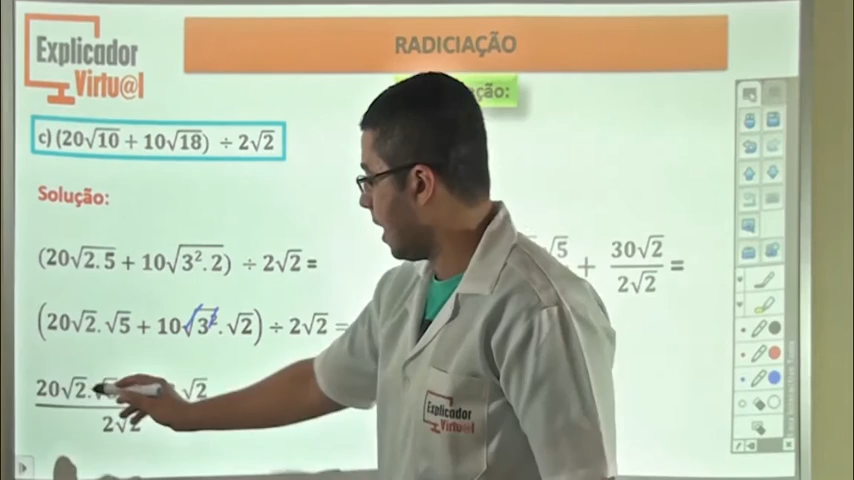 Explicador
Virtu@l
RADICIAÇÃO
ação:
c) (20√10 + 10√18) ÷ 2√2
Solução:
(20√2.5 + 10√3².2) ÷ 2√2 =
(20√2.√5 + 10√3².√2) ÷ 2√2 =
20√2. √2
2√2
√5 + 30√2 / 2√2 =
Explicador
Virtu@l